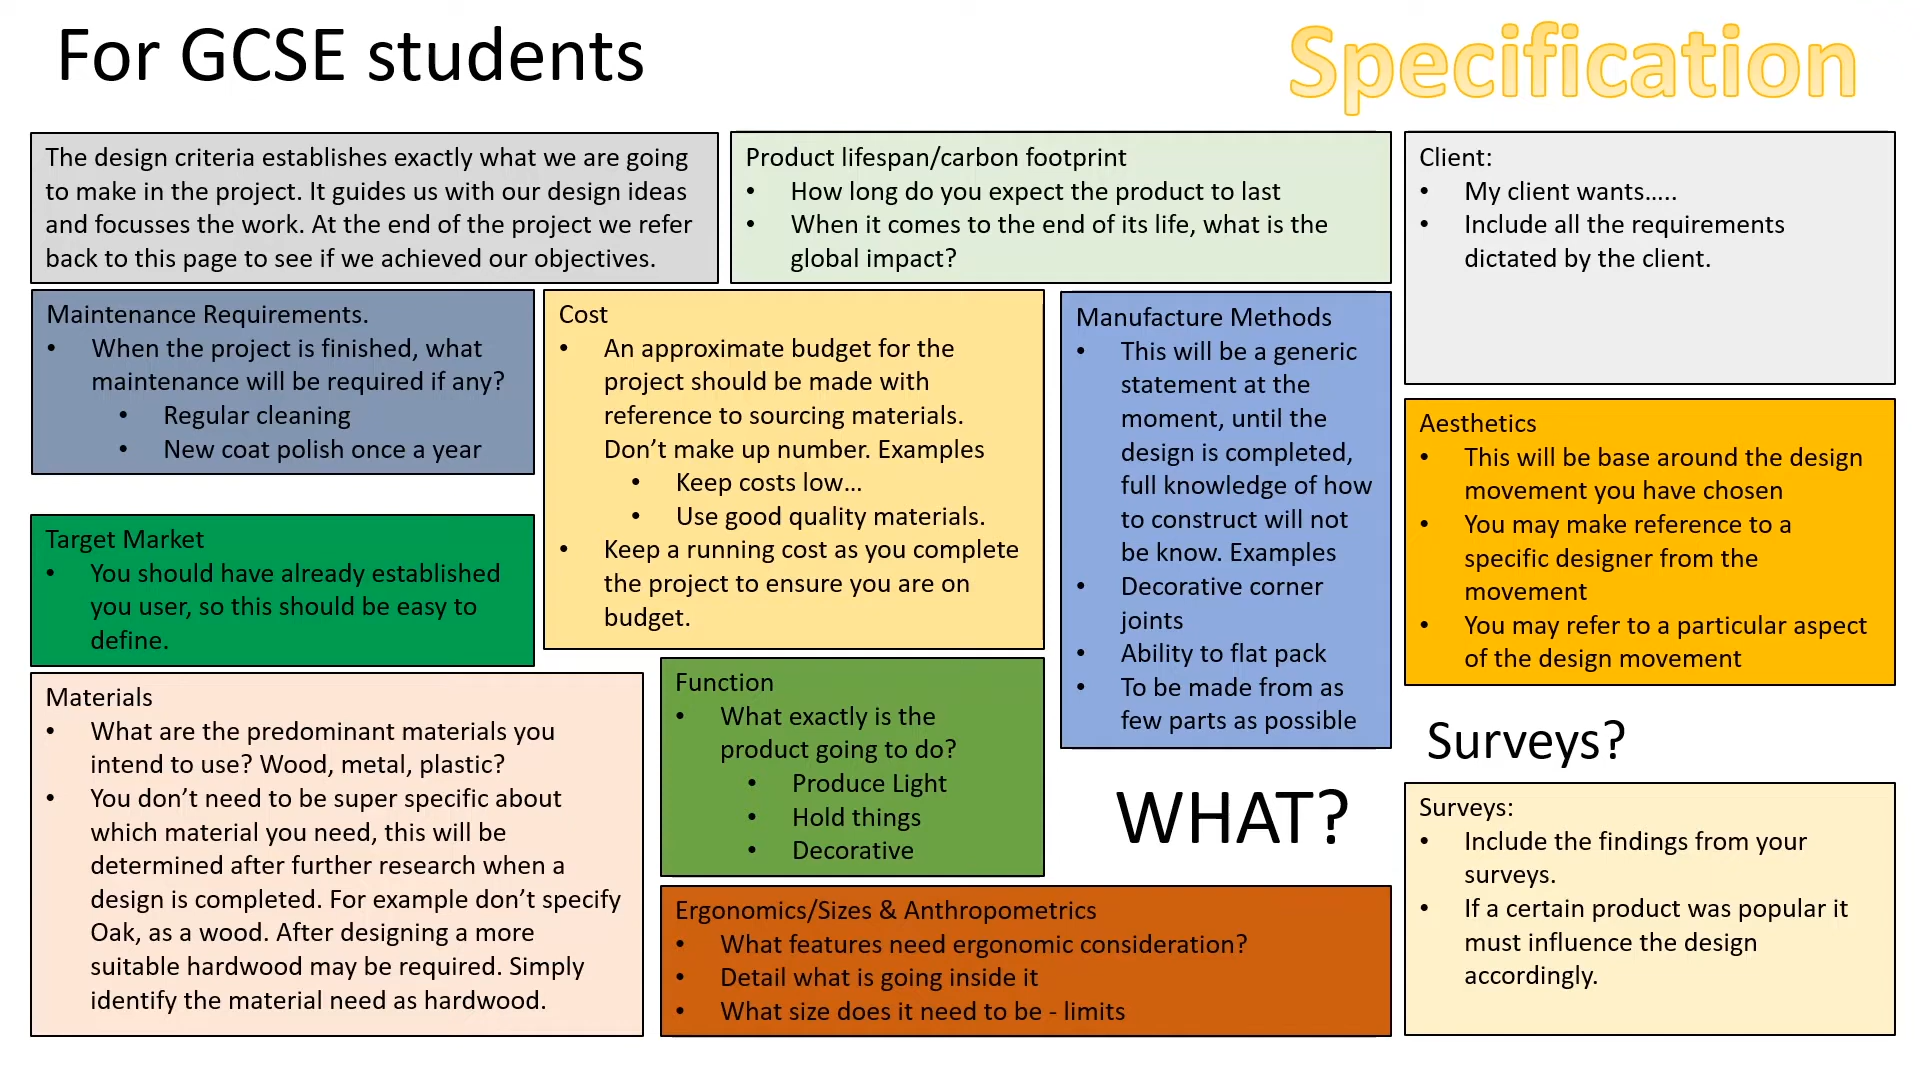 For GCSE students
Specification
The design criteria establishes exactly what we are going
to make in the project. It guides us with our design ideas
and focusses the work. At the end of the project we refer
back to this page to see if we achieved our objectives.
Product lifespan/carbon footprint
• How long do you expect the product to last
• When it comes to the end of its life, what is the
global impact?
Client:
• My client wants…..
• Include all the requirements
dictated by the client.
Maintenance Requirements.
• When the project is finished, what
maintenance will be required if any?
• Regular cleaning
• New coat polish once a year
Cost
• An approximate budget for the
project should be made with
reference to sourcing materials.
Don’t make up number. Examples
• Keep costs low…
• Use good quality materials.
• Keep a running cost as you complete
the project to ensure you are on
budget.
Manufacture Methods
• This will be a generic
statement at the
moment, until the
design is completed,
full knowledge of how
to construct will not
be know. Examples
• Decorative corner
joints
• Ability to flat pack
• To be made from as
few parts as possible
Aesthetics
• This will be base around the design
movement you have chosen
• You may make reference to a
specific designer from the
movement
• You may refer to a particular aspect
of the design movement
Target Market
• You should have already established
you user, so this should be easy to
define.
Materials
• What are the predominant materials you
intend to use? Wood, metal, plastic?
• You don’t need to be super specific about
which material you need, this will be
determined after further research when a
design is completed. For example don’t specify
Oak, as a wood. After designing a more
suitable hardwood may be required. Simply
identify the material need as hardwood.
Function
• What exactly is the
product going to do?
• Produce Light
• Hold things
• Decorative
WHAT?
Surveys?
Ergonomics/Sizes & Anthropometrics
• What features need ergonomic consideration?
• Detail what is going inside it
• What size does it need to be - limits
Surveys:
• Include the findings from your
surveys.
• If a certain product was popular it
must influence the design
accordingly.